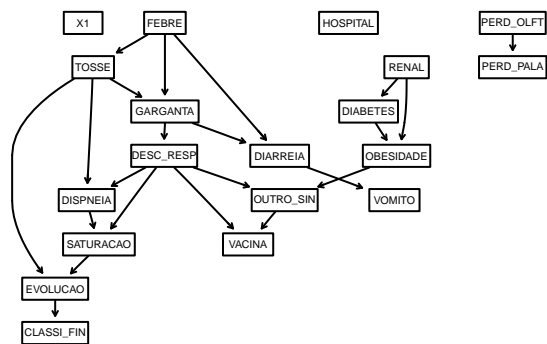 X1
FEBRE
HOSPITAL
PERD_OLFT
TOSSE
RENAL
PERD_PALA
GARGANTA
DIABETES
DESC_RESP
DIARREIA
OBESIDADE
DISPNEIA
OUTRO_SIN
VOMITO
SATURACAO
VACINA
EVOLUCAO
CLASSI_FIN